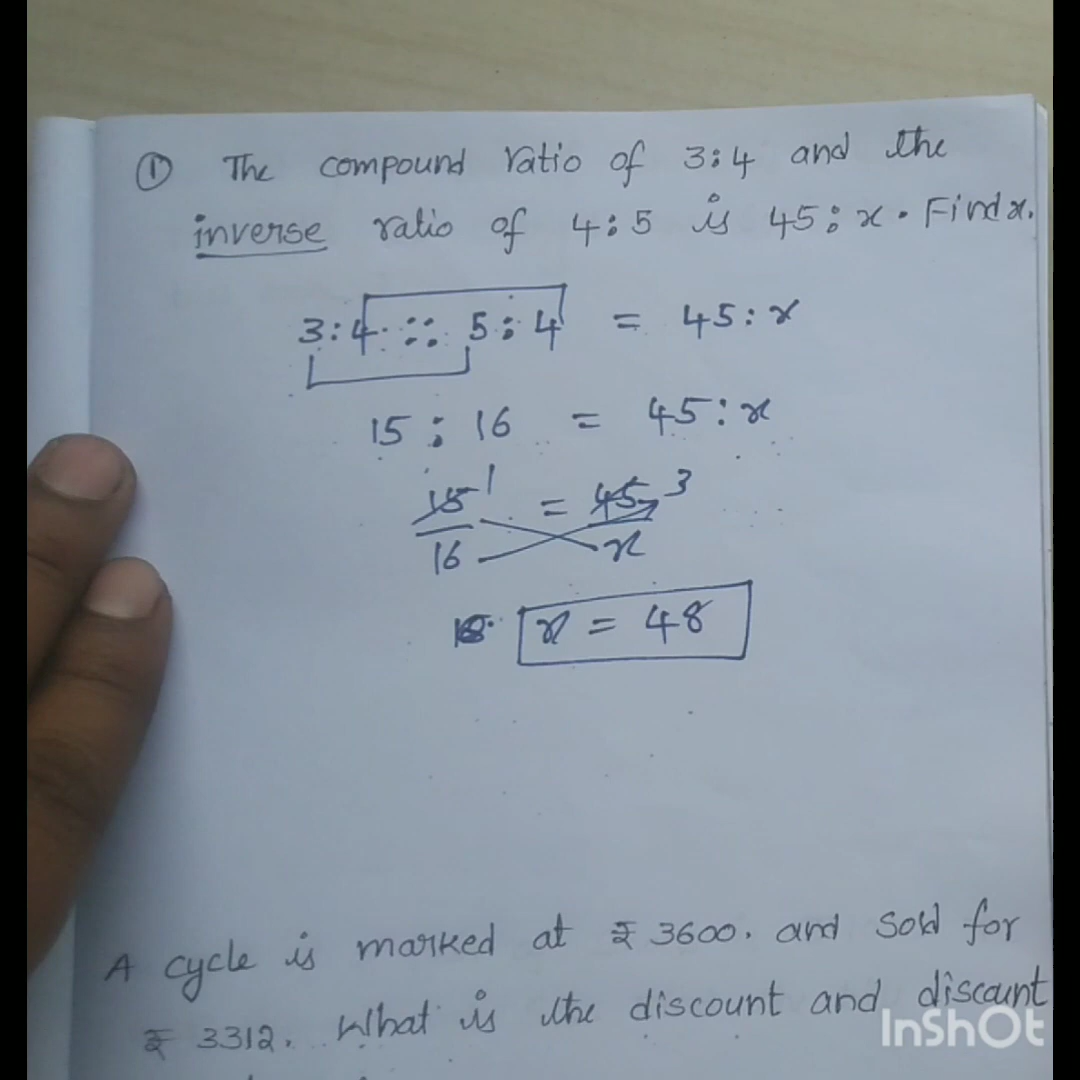 ① The compound ratio of 3:4 and the
inverse ratio of 4:5 is 45:x. Find x.
3:4 :: 5:4 = 45:x
15:16 = 45:x
15 1 = 45 3
16 x
x = 48
A cycle is marked at ₹ 3600. and sold for
₹ 3312. What is the discount and discount
InShOt